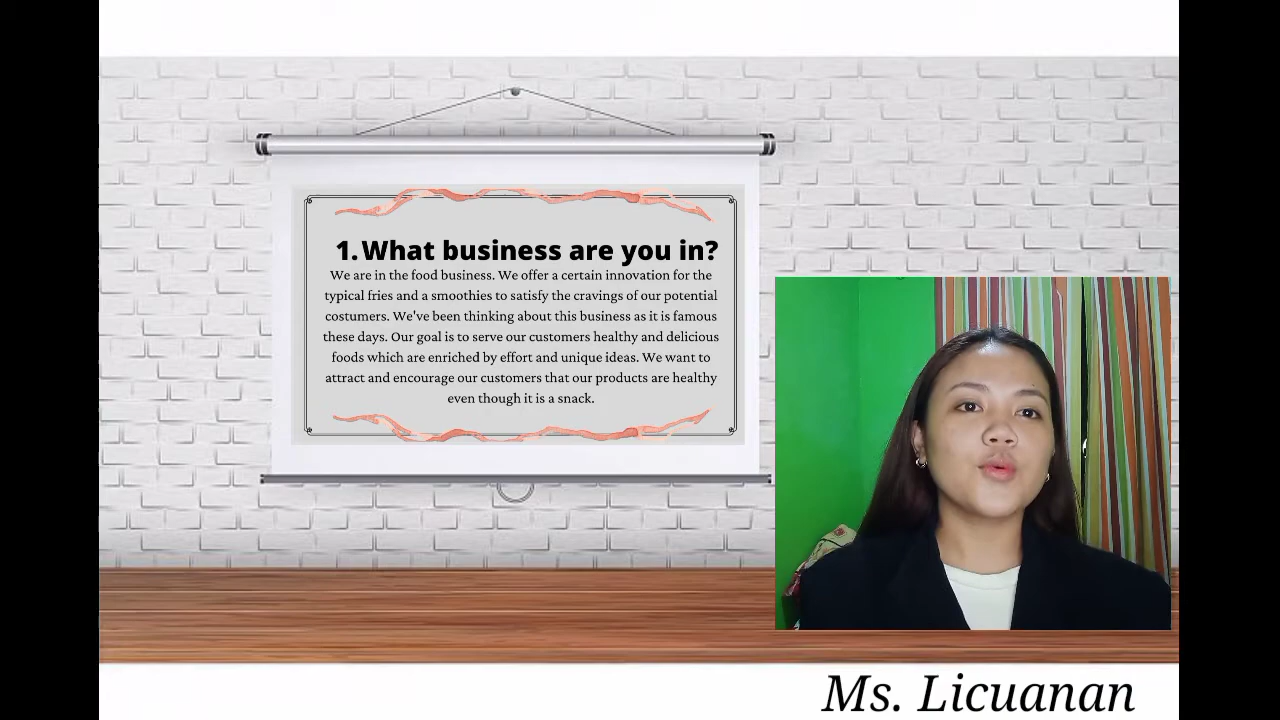 1. What business are you in?
We are in the food business. We offer a certain innovation for the
typical fries and a smoothies to satisfy the cravings of our potential
costumers. We've been thinking about this business as it is famous
these days. Our goal is to serve our customers healthy and delicious
foods which are enriched by effort and unique ideas. We want to
attract and encourage our customers that our products are healthy
even though it is a snack.
Ms. Licuanan